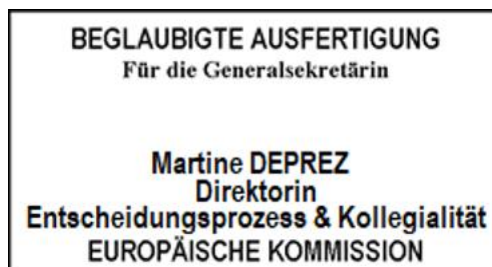 BEGLAUBIGTE AUSFERTIGUNG
Für die Generalsekretärin
Martine DEPREZ
Direktorin
Entscheidungsprozess & Kollegialität
EUROPÄISCHE KOMMISSION